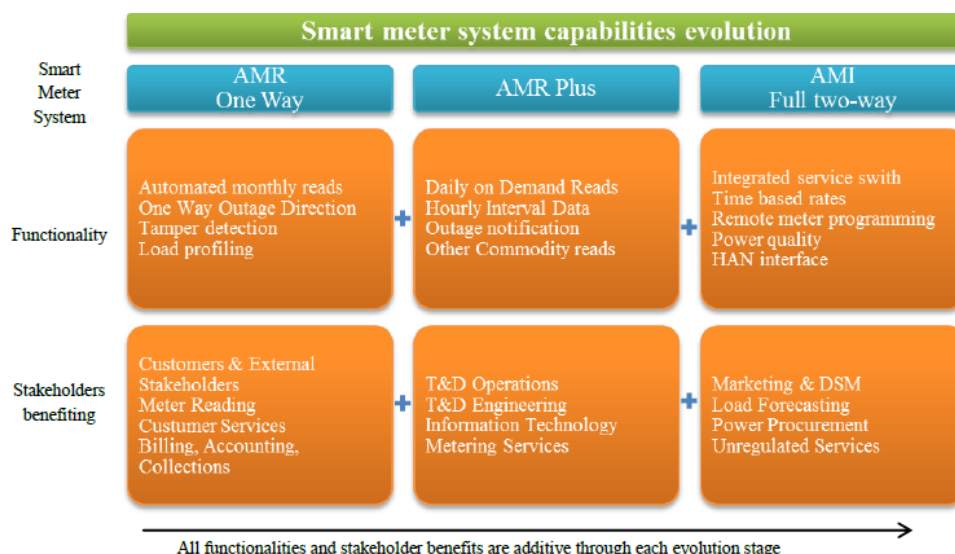 Smart meter system capabilities evolution
Smart
Meter
System
AMR
One Way
AMR Plus
AMI
Full two-way
Functionality
Automated monthly reads
One Way Outage Direction
Tamper detection
Load profiling
+
Daily on Demand Reads
Hourly Interval Data
Outage notification
Other Commodity reads
+
Integrated service swith
Time based rates
Remote meter programming
Power quality
HAN interface
Stakeholders
benefiting
Customers & External
Stakeholders
Meter Reading
Custumer Services
Billing, Accounting,
Collections
+
T&D Operations
T&D Engineering
Information Technology
Metering Services
+
Marketing & DSM
Load Forecasting
Power Procurement
Unregulated Services
All functionalities and stakeholder benefits are additive through each evolution stage